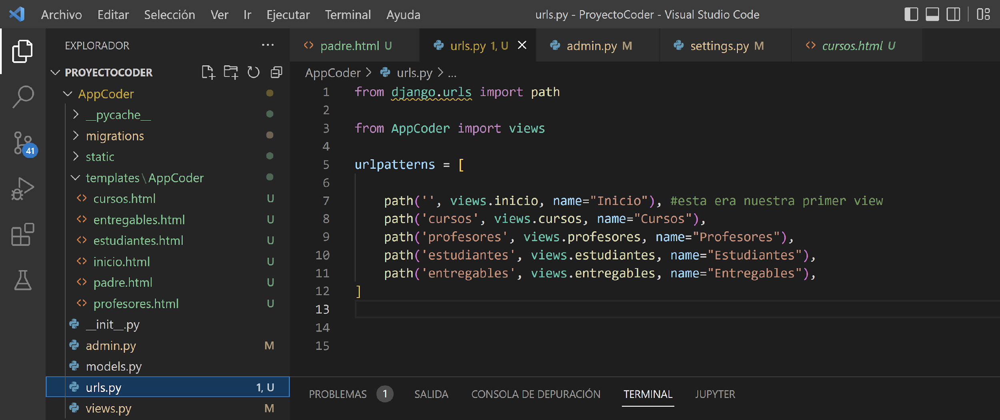 Archivo Editar Selección Ver Ir Ejecutar Terminal Ayuda urls.py - ProyectoCoder - Visual Studio Code
EXPLORADOR ...
PROYECTOCODER
AppCoder
__pycache__
migrations
static
templates\AppCoder
cursos.html U
entregables.html U
estudiantes.html U
inicio.html U
padre.html U
profesores.html U
__init__.py
admin.py M
models.py
urls.py 1, U
views.py M
41
padre.html U urls.py 1, U admin.py M settings.py M cursos.html U
AppCoder > urls.py > ...
1 from django.urls import path
2
3 from AppCoder import views
4
5 urlpatterns = [
6
7 path('', views.inicio, name="Inicio"), #esta era nuestra primer view
8 path('cursos', views.cursos, name="Cursos"),
9 path('profesores', views.profesores, name="Profesores"),
10 path('estudiantes', views.estudiantes, name="Estudiantes"),
11 path('entregables', views.entregables, name="Entregables"),
12 ]
13
14
15
PROBLEMAS 1 SALIDA CONSOLA DE DEPURACIÓN TERMINAL JUPYTER